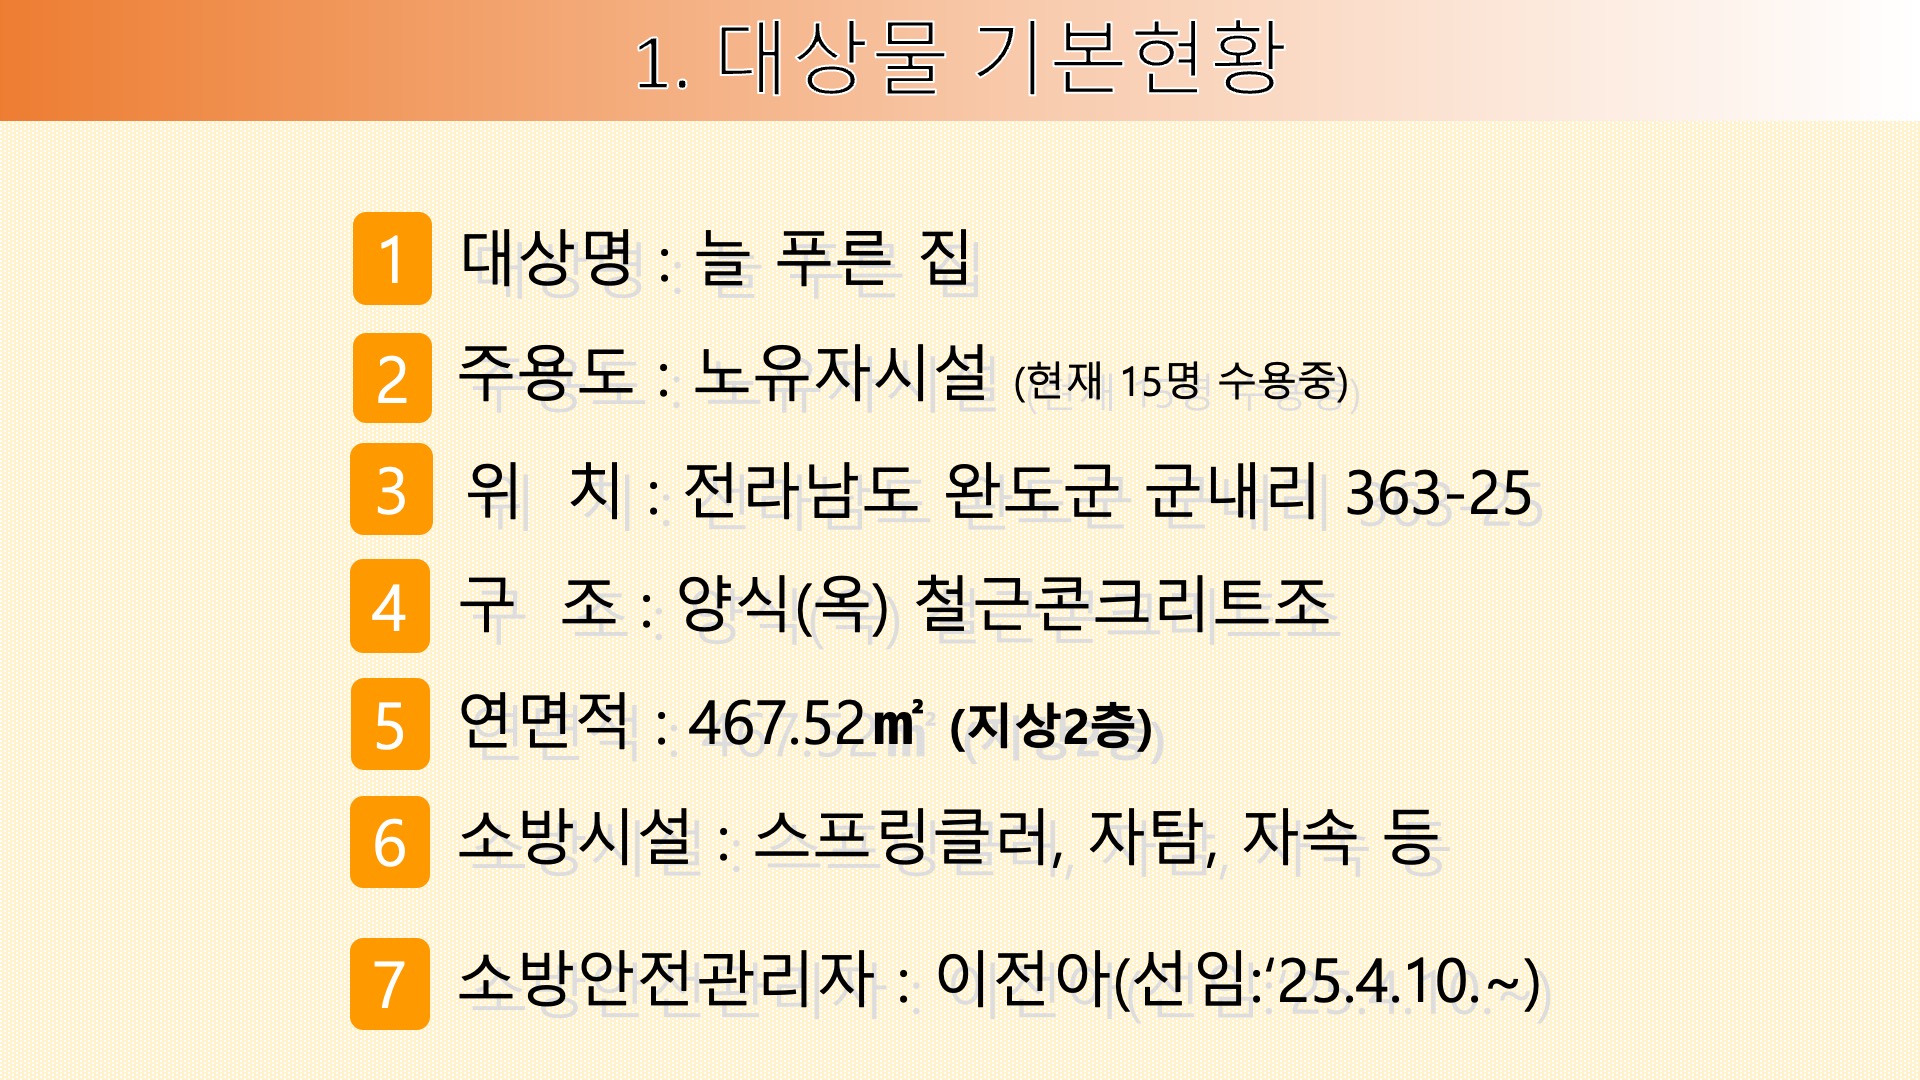 1. 대상물 기본현황
1 대상명 : 늘 푸른 집
2 주용도 : 노유자시설 (현재 15명 수용중)
3 위 치 : 전라남도 완도군 군내리 363-25
4 구 조 : 양식(옥) 철근콘크리트조
5 연면적 : 467.52㎡ (지상2층)
6 소방시설 : 스프링클러, 자탐, 자속 등
7 소방안전관리자 : 이전아(선임:‘25.4.10.~)